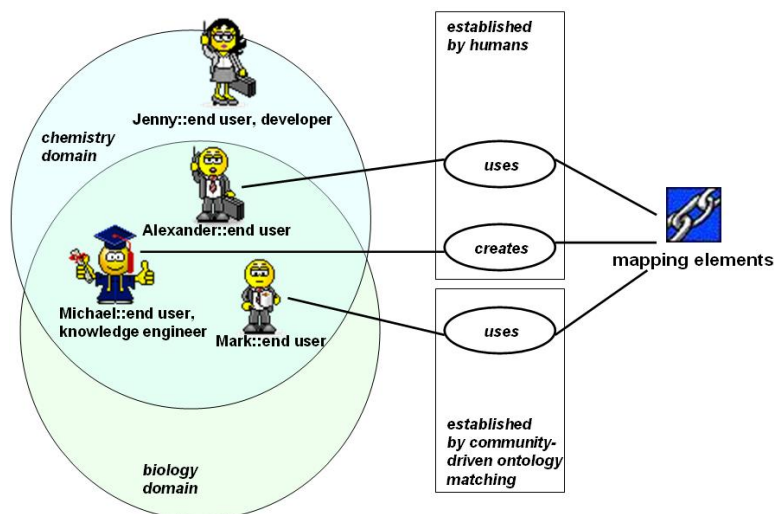 established
by humans
Jenny::end user, developer
chemistry
domain
uses
Alexander::end user
creates
mapping elements
Michael::end user,
knowledge engineer
Mark::end user
uses
established
by community-
driven ontology
matching
biology
domain